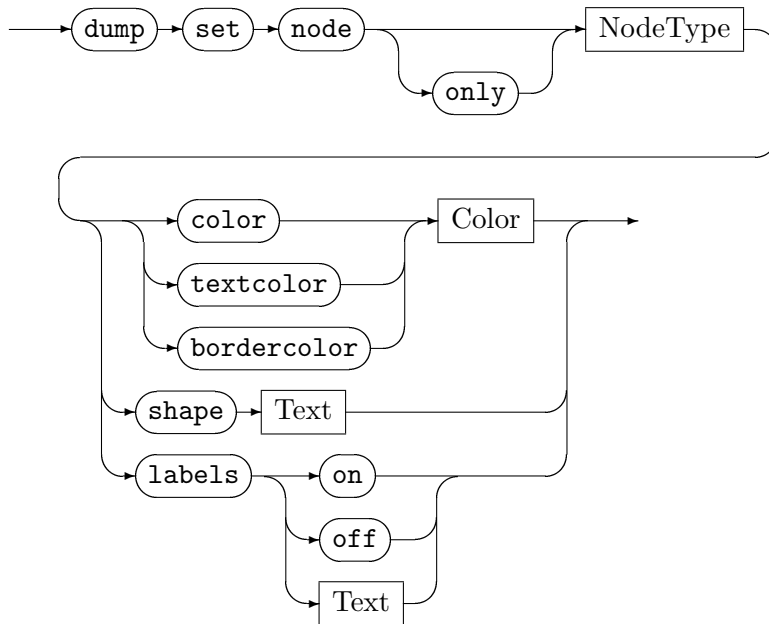 dump set node NodeType
only
color Color
textcolor
bordercolor
shape Text
labels on
off
Text